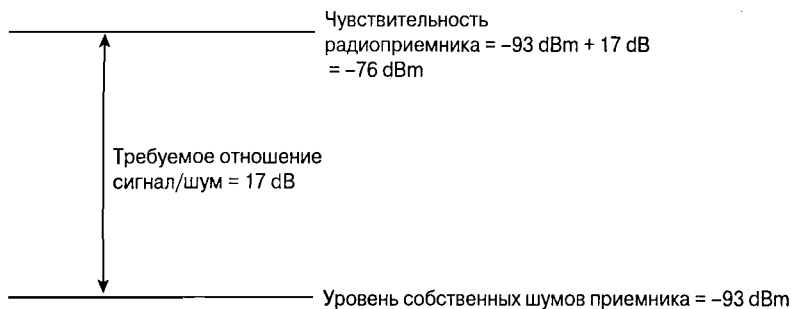 Чувствительность
радиоприемника = –93 dBm + 17 dB
= –76 dBm
Требуемое отношение
сигнал/шум = 17 dB
Уровень собственных шумов приемника = –93 dBm